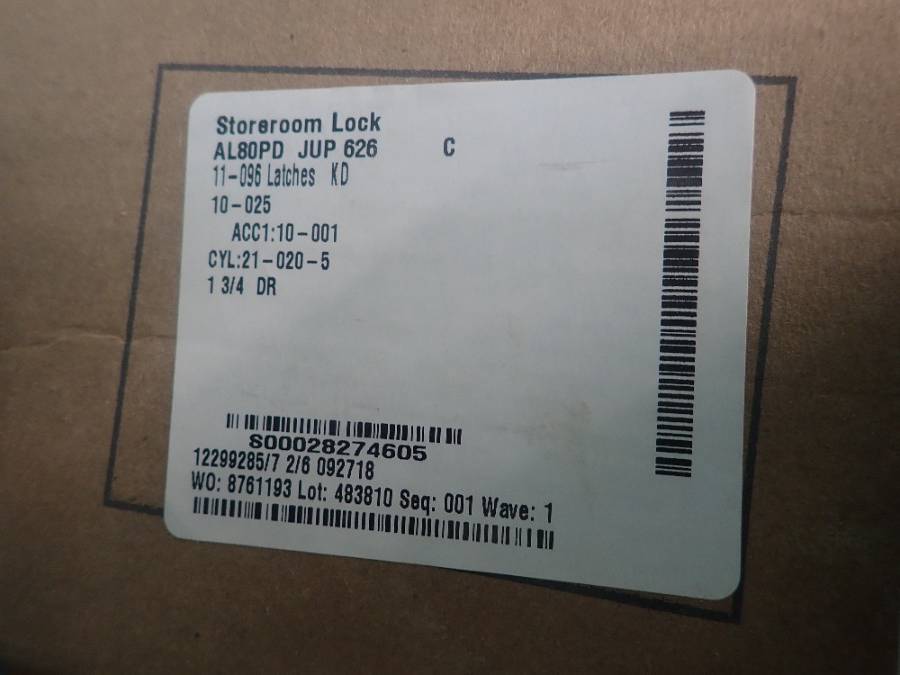 Storeroom Lock
AL80PD JUP 626 C
11-096 Latches KD
10-025
ACC1:10-001
CYL:21-020-5
1 3/4 DR
S00028274605
12299285/7 2/6 092718
WO: 8761193 Lot: 483810 Seq: 001 Wave: 1